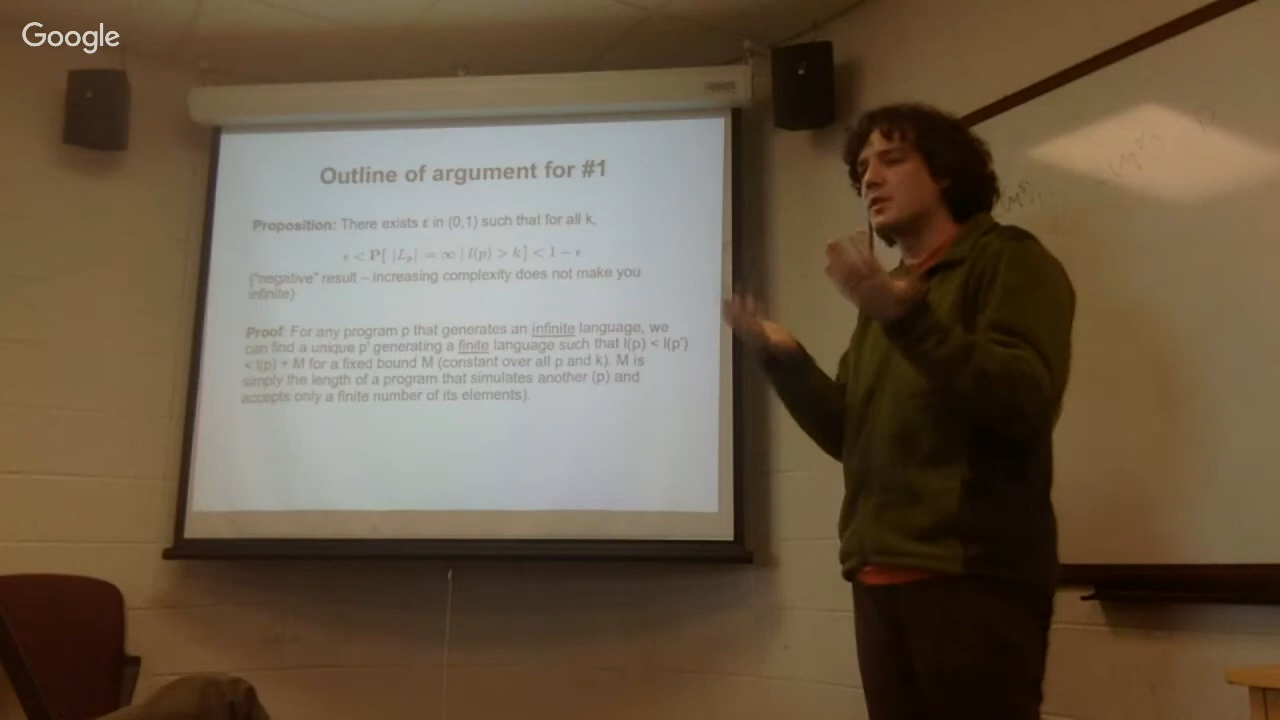 Google
Outline of argument for #1
Proposition: There exists ε in (0,1) such that for all k,
ϵ < P[ |L_p| = ∞ | l(p) > k ] < 1 − ϵ
("negative" result – increasing complexity does not make you
infinite)
Proof: For any program p that generates an infinite language, we
can find a unique p' generating a finite language such that l(p) < l(p')
< l(p) + M for a fixed bound M (constant over all p and k). M is
simply the length of a program that simulates another (p) and
accepts only a finite number of its elements).